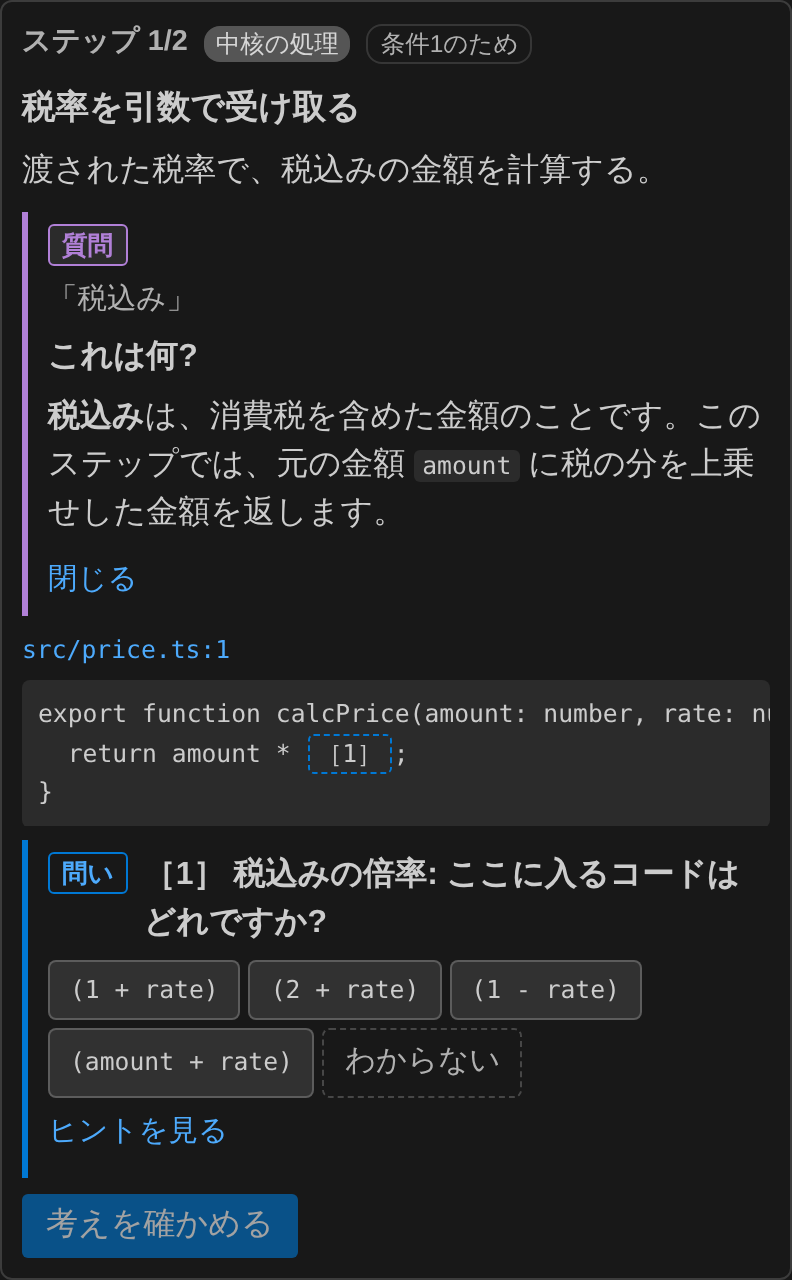 ステップ 1/2 中核の処理 条件1のため
税率を引数で受け取る
渡された税率で、税込みの金額を計算する。
質問
「税込み」
これは何?
税込みは、消費税を含めた金額のことです。この
ステップでは、元の金額 amount に税の分を上乗
せした金額を返します。
閉じる
src/price.ts:1
export function calcPrice(amount: number, rate: nu
return amount * [1] ;
}
問い [1] 税込みの倍率: ここに入るコードは
どれですか?
(1 + rate) (2 + rate) (1 - rate)
(amount + rate) わからない
ヒントを見る
考えを確かめる